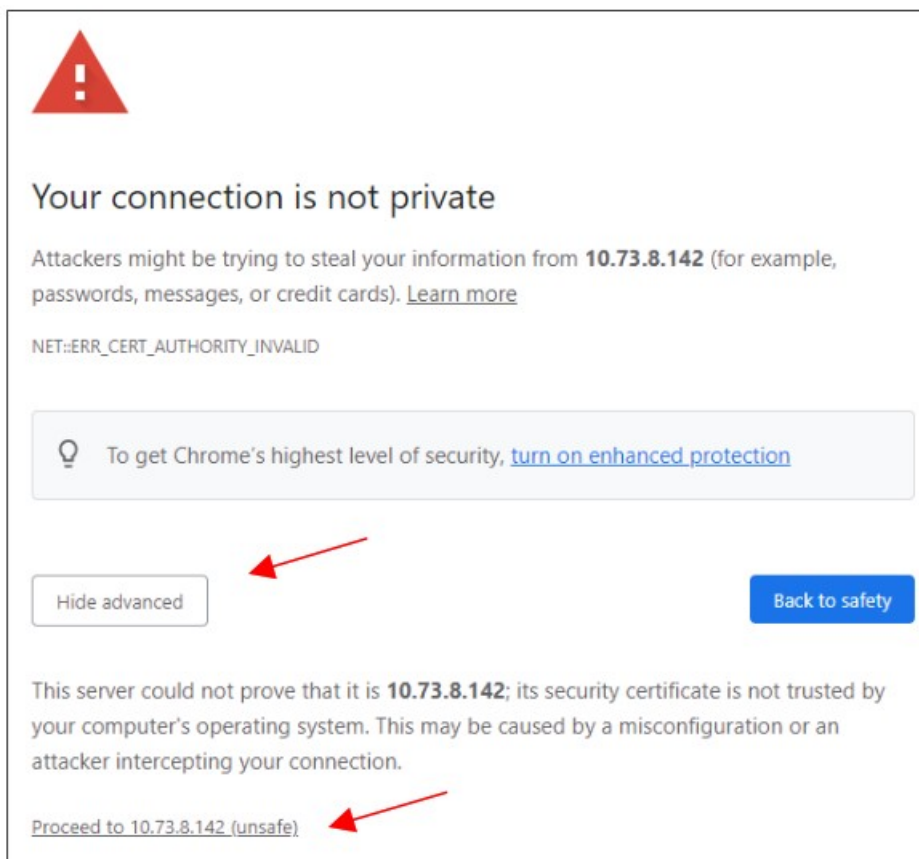 Your connection is not private
Attackers might be trying to steal your information from 10.73.8.142 (for example,
passwords, messages, or credit cards). Learn more
NET::ERR_CERT_AUTHORITY_INVALID
To get Chrome's highest level of security, turn on enhanced protection
Hide advanced
Back to safety
This server could not prove that it is 10.73.8.142; its security certificate is not trusted by
your computer's operating system. This may be caused by a misconfiguration or an
attacker intercepting your connection.
Proceed to 10.73.8.142 (unsafe)